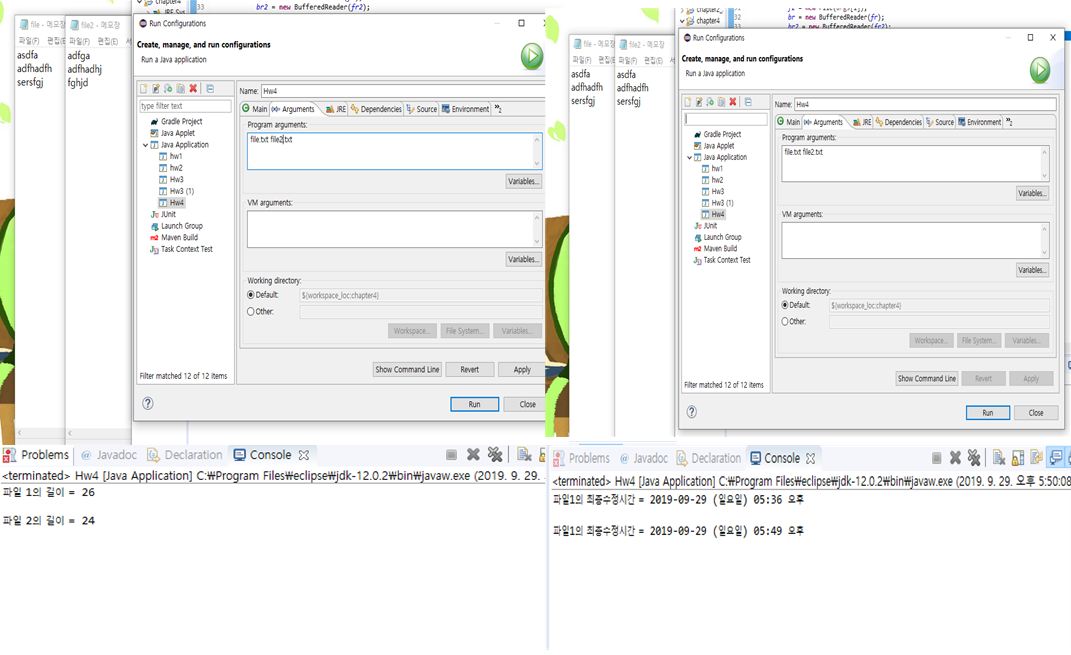 chapter4
br2 = new BufferedReader(fr2);
file - 메모장
파일(F) 편집(E)
asdfa
adfhadfh
sersfgj
file2 - 메모장
파일(F) 편집(E)
adfga
adfhadhj
fghjd
Run Configurations
Create, manage, and run configurations
Run a Java application
type filter text
Gradle Project
Java Applet
Java Application
hw1
hw2
Hw3
Hw3 (1)
Hw4
JUnit
Launch Group
Maven Build
Task Context Test
Filter matched 12 of 12 items
Name: Hw4
Main (x)= Arguments JRE Dependencies Source Environment »2
Program arguments:
file.txt file2.txt
Variables...
VM arguments:
Variables...
Working directory:
Default: ${workspace_loc:chapter4}
Other:
Workspace... File System... Variables...
Show Command Line Revert Apply
Run Close
Problems @ Javadoc Declaration Console
<terminated> Hw4 [Java Application] C:₩Program Files₩eclipse₩jdk-12.0.2₩bin₩javaw.exe (2019. 9. 29.
파일 1의 길이 = 26
파일 2의 길이 = 24
chapter4
32
33
br = new BufferedReader(fr);
fr2 = new FileReader(f2);
br2 = new BufferedReader(fr2);
file - 메모장
파일(F) 편집(E)
asdfa
adfhadfh
sersfgj
file2 - 메모장
파일(F) 편집(E)
asdfa
adfhadfh
sersfgj
Run Configurations
Create, manage, and run configurations
Run a Java application
Gradle Project
Java Applet
Java Application
hw1
hw2
Hw3
Hw3 (1)
Hw4
JUnit
Launch Group
Maven Build
Task Context Test
Filter matched 12 of 12 items
Name: Hw4
Main (x)= Arguments JRE Dependencies Source Environment »2
Program arguments:
file.txt file2.txt
Variables...
VM arguments:
Variables...
Working directory:
Default: ${workspace_loc:chapter4}
Other:
Workspace... File System... Variables...
Show Command Line Revert Apply
Run Close
Problems @ Javadoc Declaration Console
<terminated> Hw4 [Java Application] C:₩Program Files₩eclipse₩jdk-12.0.2₩bin₩javaw.exe (2019. 9. 29. 오후 5:50:08
파일1의 최종수정시간 = 2019-09-29 (일요일) 05:36 오후
파일1의 최종수정시간 = 2019-09-29 (일요일) 05:49 오후